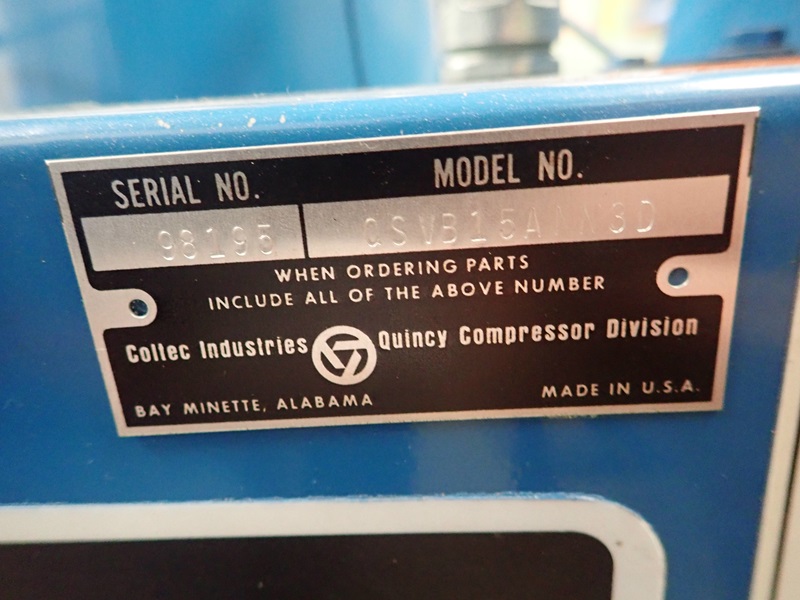 SERIAL NO. MODEL NO.
98195
WHEN ORDERING PARTS
INCLUDE ALL OF THE ABOVE NUMBER
Coltec Industries Quincy Compressor Division
BAY MINETTE, ALABAMA MADE IN U.S.A.